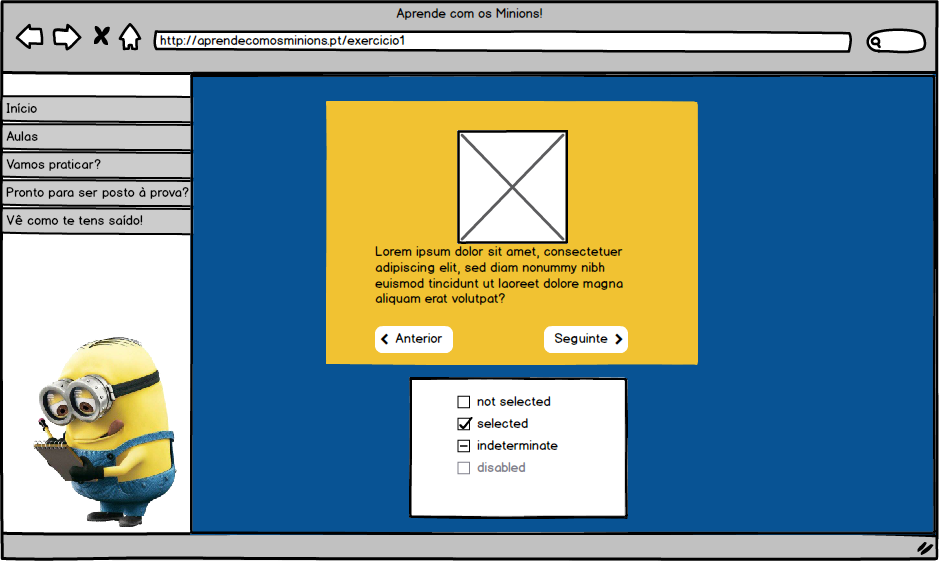 Aprende com os Minions!
http://aprendecomosminions.pt/exercicio1
Início
Aulas
Vamos praticar?
Pronto para ser posto à prova?
Vê como te tens saído!
Lorem ipsum dolor sit amet, consectetuer
adipiscing elit, sed diam nonummy nibh
euismod tincidunt ut laoreet dolore magna
aliquam erat volutpat?
Anterior
Seguinte
not selected
selected
indeterminate
disabled